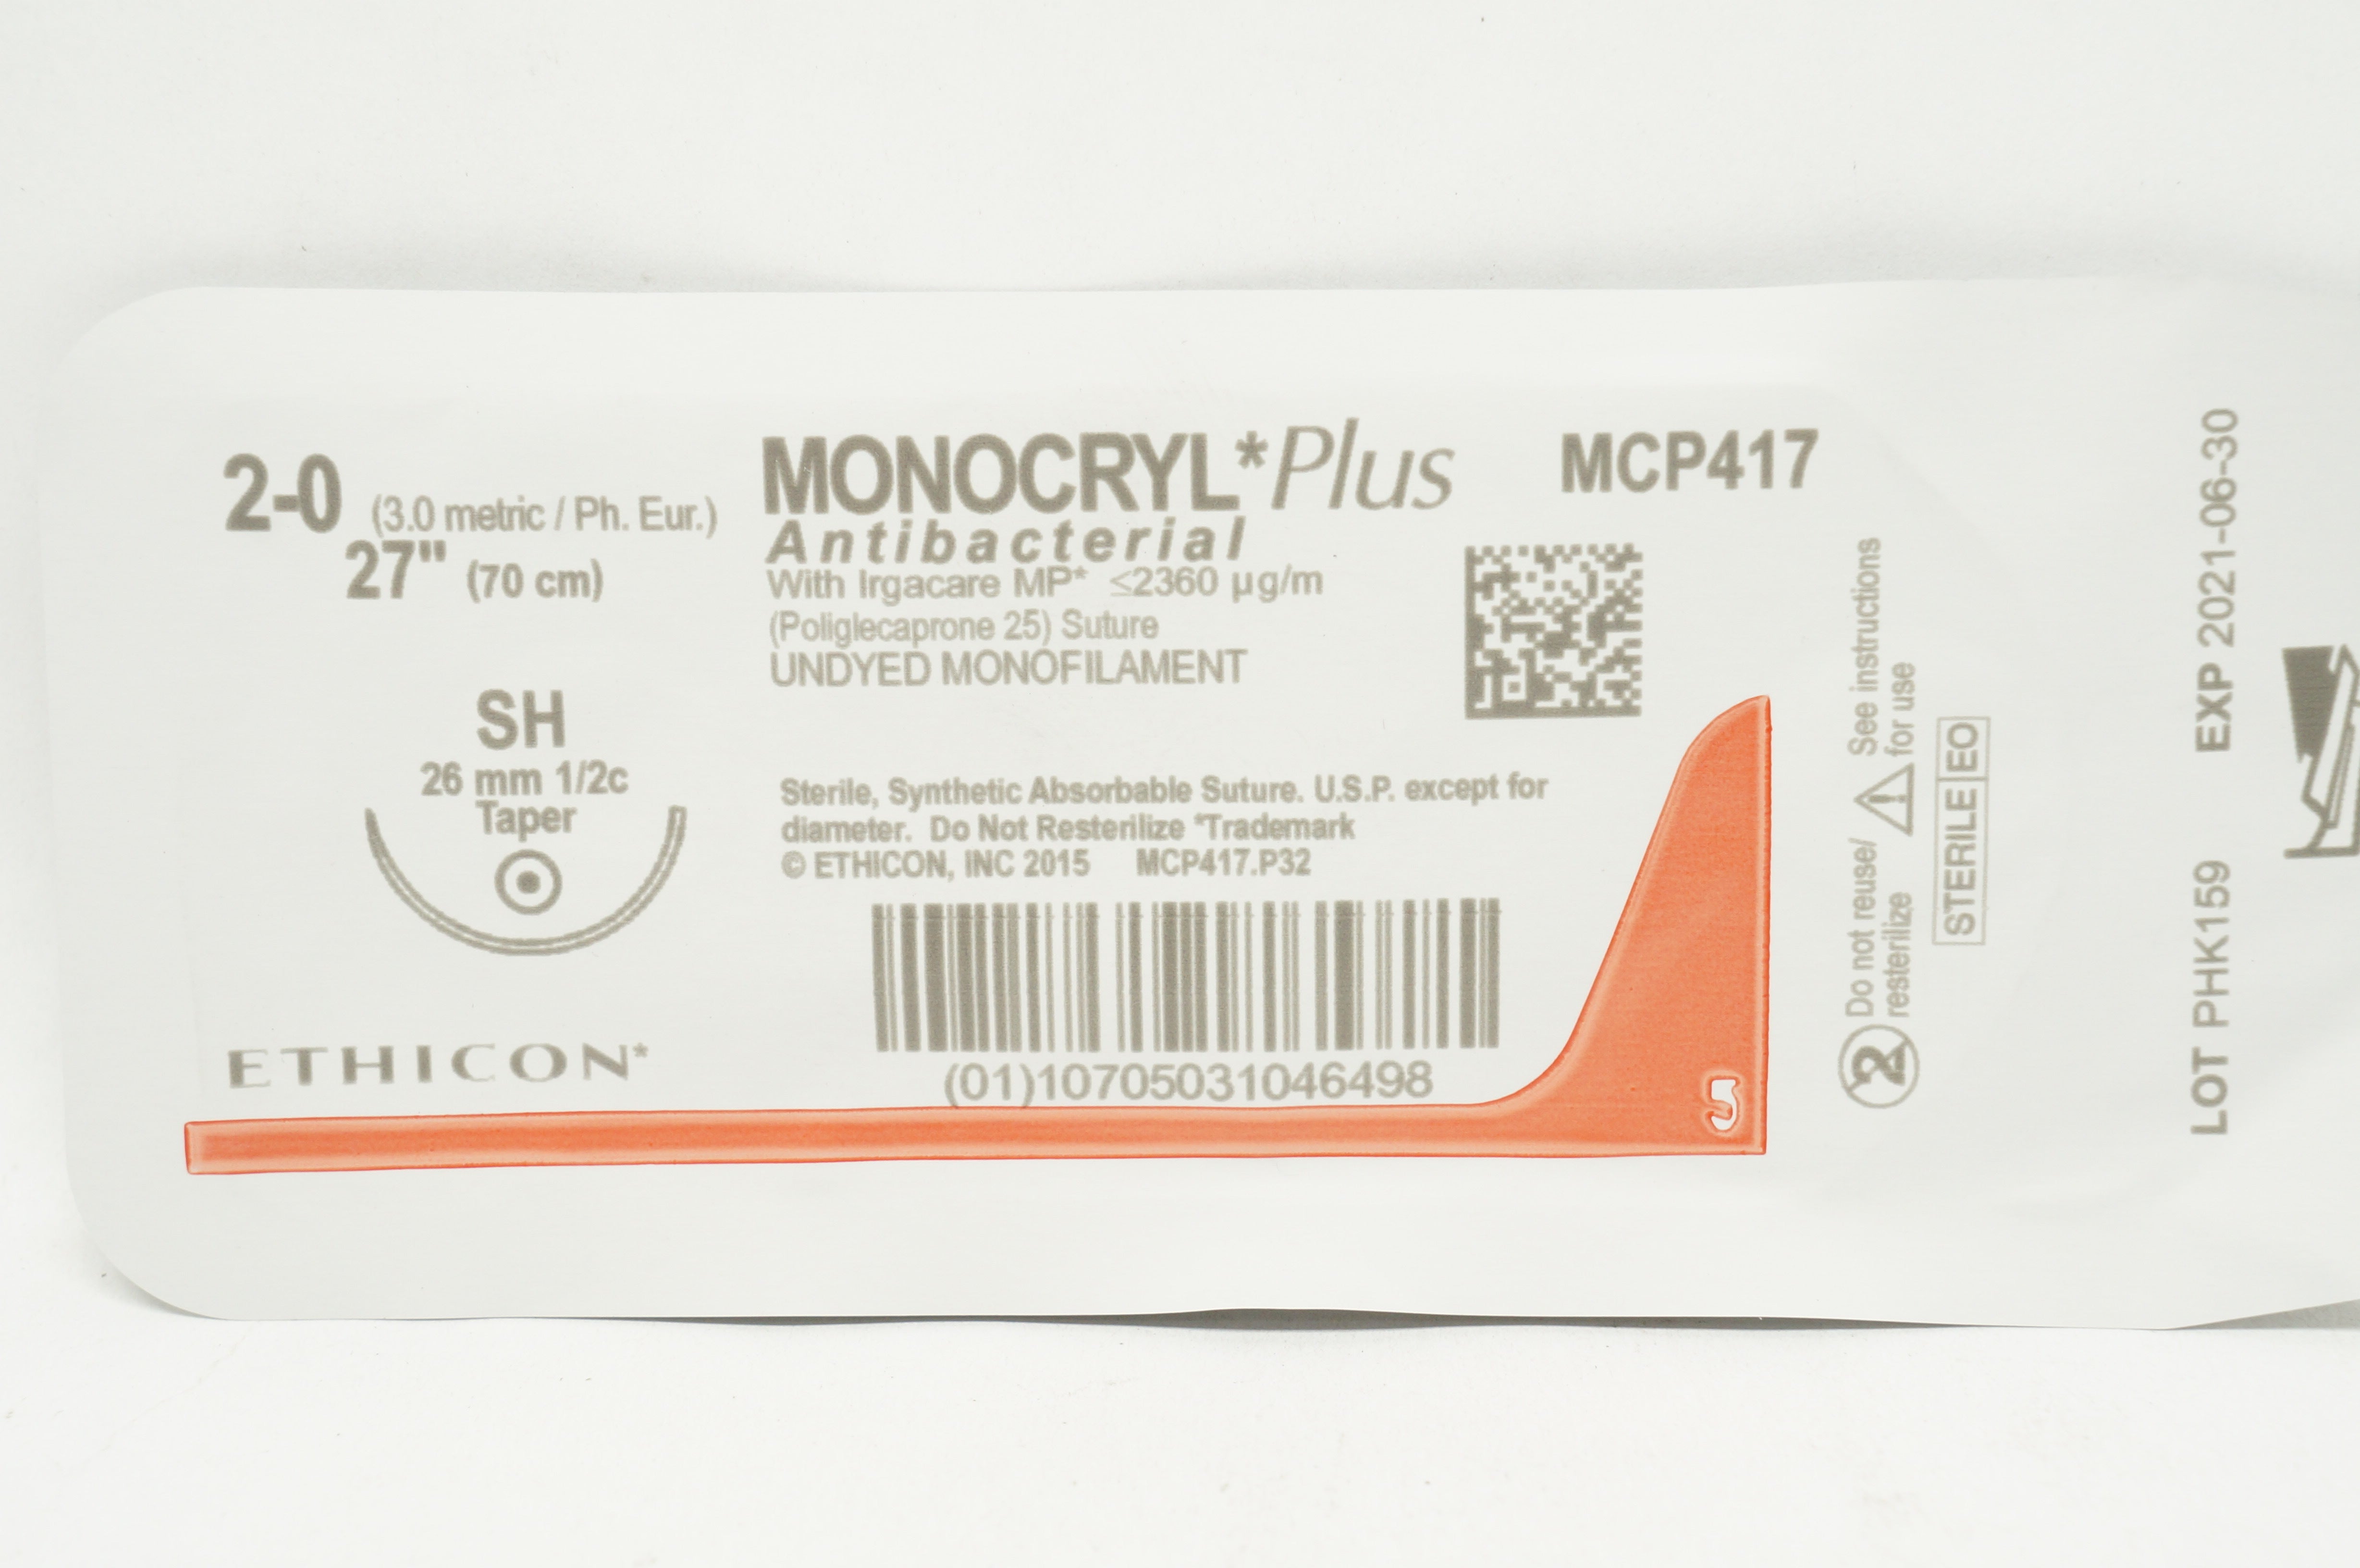 2-0 (3.0 metric / Ph. Eur.)
27" (70 cm)
SH
26 mm 1/2c
Taper
ETHICON*
MONOCRYL*Plus
Antibacterial
With Irgacare MP* ≤2360 µg/m
(Poliglecaprone 25) Suture
UNDYED MONOFILAMENT
MCP417
Sterile, Synthetic Absorbable Suture. U.S.P. except for
diameter. Do Not Resterilize *Trademark
© ETHICON, INC 2015 MCP417.P32
(01)10705031046498
2 Do not reuse/
resterilize
See instructions
for use
STERILE EO
LOT PHK159 EXP 2021-06-30